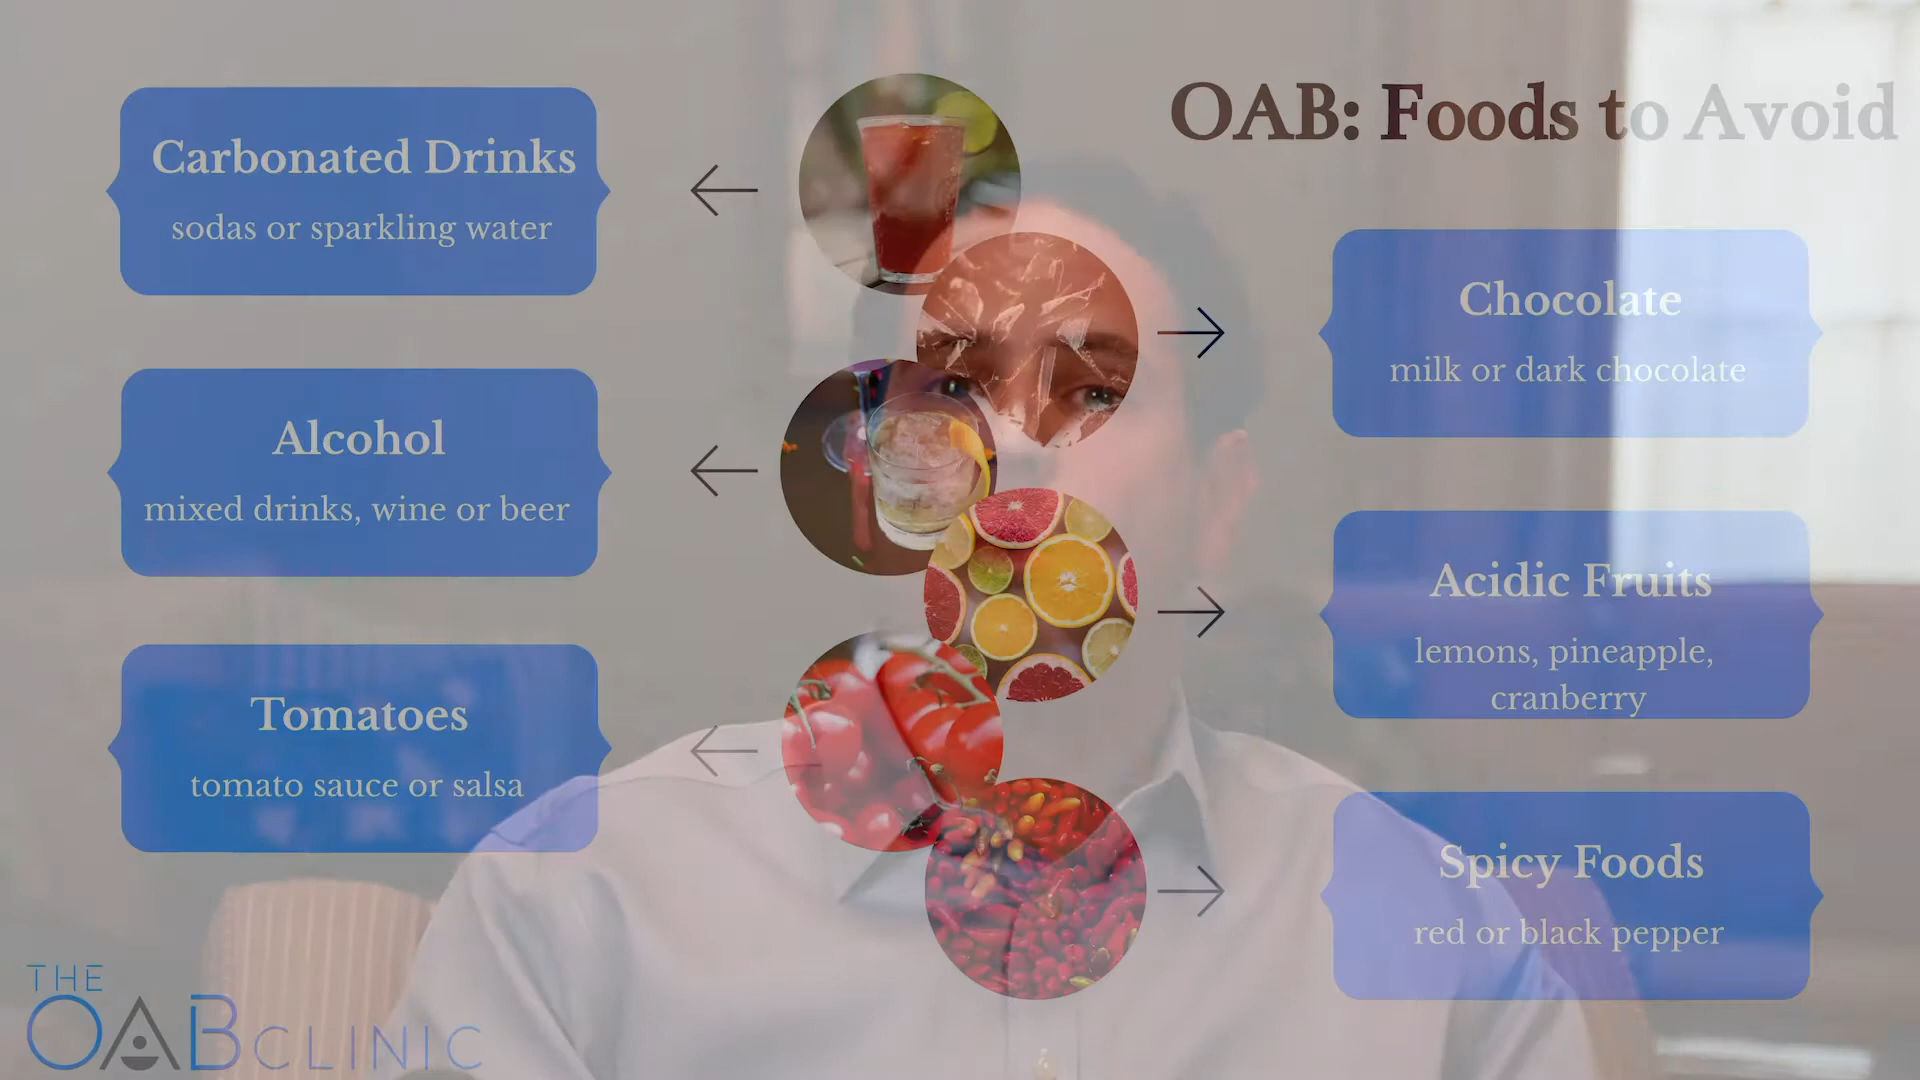 OAB: Foods to Avoid
Carbonated Drinks
sodas or sparkling water
Chocolate
milk or dark chocolate
Alcohol
mixed drinks, wine or beer
Acidic Fruits
lemons, pineapple,
cranberry
Tomatoes
tomato sauce or salsa
Spicy Foods
red or black pepper
THE
OAB CLINIC